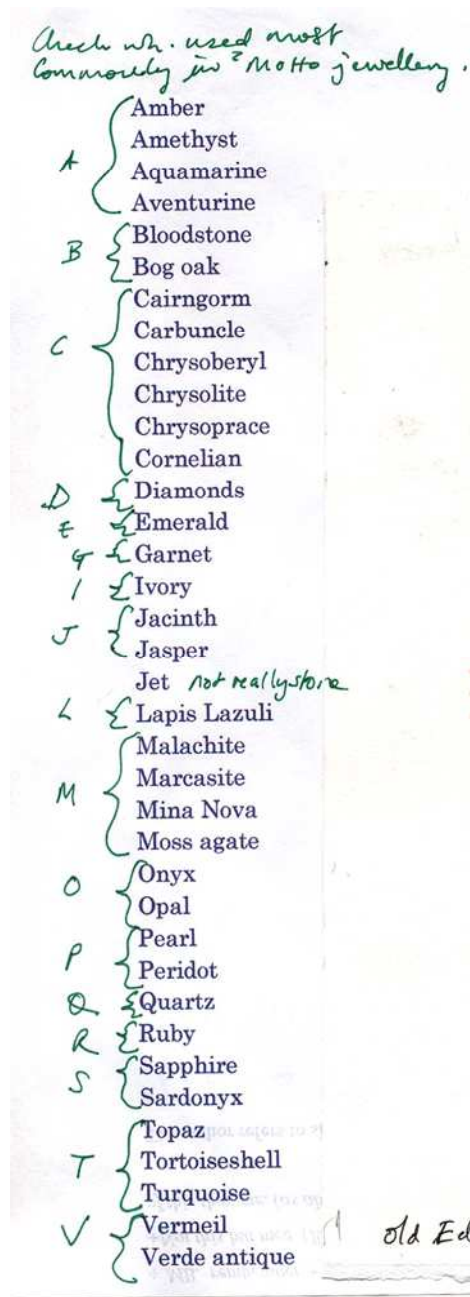 Check wh. used most
Commonly in Motto jewellery.
A
Amber
Amethyst
Aquamarine
Aventurine
B
Bloodstone
Bog oak
C
Cairngorm
Carbuncle
Chrysoberyl
Chrysolite
Chrysoprace
Cornelian
D Diamonds
E Emerald
G Garnet
I Ivory
J
Jacinth
Jasper
Jet not really stone
L Lapis Lazuli
M
Malachite
Marcasite
Mina Nova
Moss agate
O
Onyx
Opal
P
Pearl
Peridot
Q Quartz
R Ruby
S
Sapphire
Sardonyx
T
Topaz
Tortoiseshell
Turquoise
V
Vermeil old Ed
Verde antique